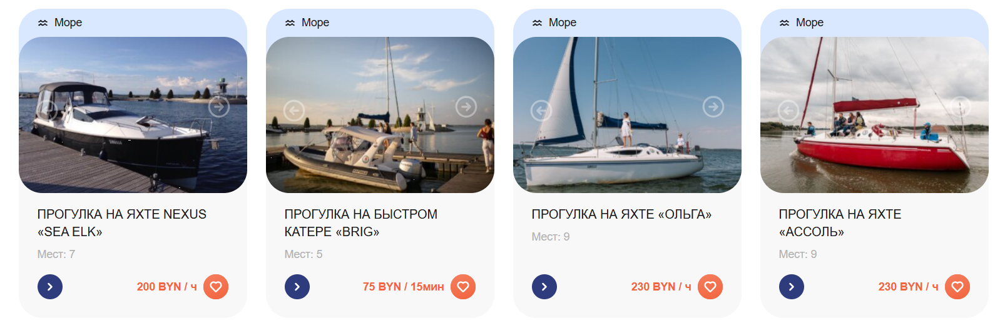 Море
ПРОГУЛКА НА ЯХТЕ NEXUS
«SEA ELK»
Мест: 7
200 BYN / ч
Море
ПРОГУЛКА НА БЫСТРОМ
КАТЕРЕ «BRIG»
Мест: 5
75 BYN / 15мин
Море
ПРОГУЛКА НА ЯХТЕ «ОЛЬГА»
Мест: 9
230 BYN / ч
Море
ПРОГУЛКА НА ЯХТЕ
«АССОЛЬ»
Мест: 9
230 BYN / ч